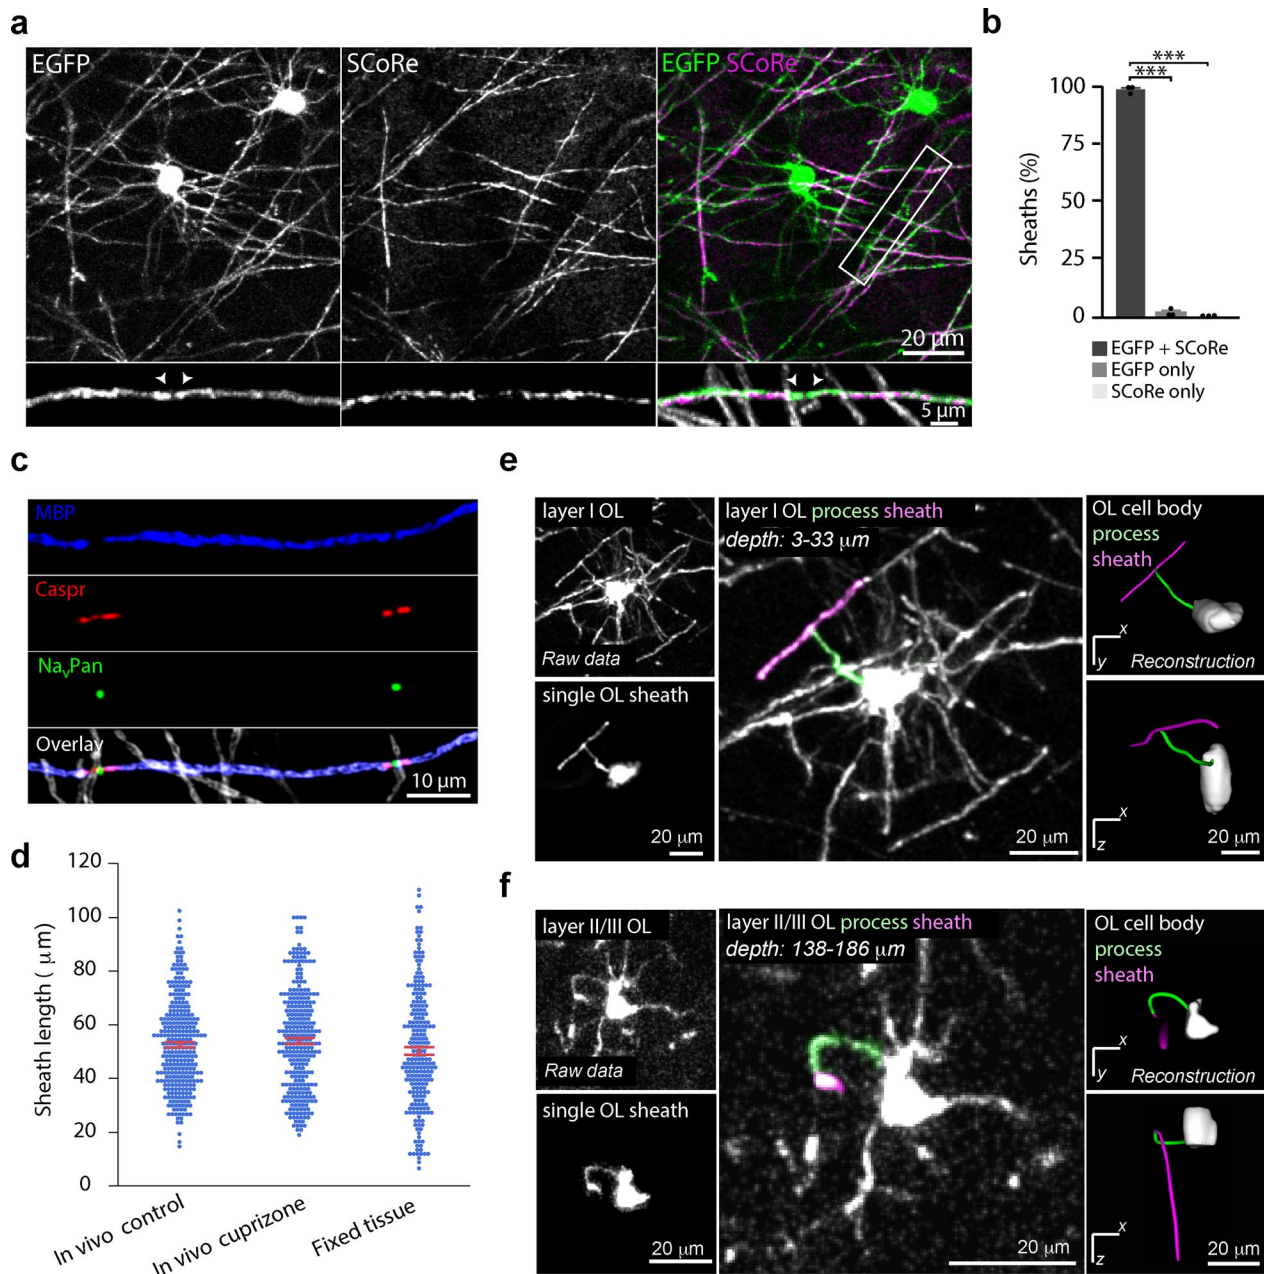 a
EGFP
SCoRe
EGFP SCoRe
20 μm
5 μm
b
***
***
100
75
50
25
0
Sheaths (%)
EGFP + SCoRe
EGFP only
SCoRe only
c
MBP
Caspr
NavPan
Overlay
10 μm
d
120
100
80
60
40
20
0
Sheath length ( μm)
In vivo control
In vivo cuprizone
Fixed tissue
e
layer I OL
Raw data
single OL sheath
20 μm
layer I OL process sheath
depth: 3-33 μm
20 μm
OL cell body
process
sheath
x
y
Reconstruction
x
z
20 μm
f
layer II/III OL
Raw data
single OL sheath
20 μm
layer II/III OL process sheath
depth: 138-186 μm
20 μm
OL cell body
process
sheath
x
y
Reconstruction
x
z
20 μm